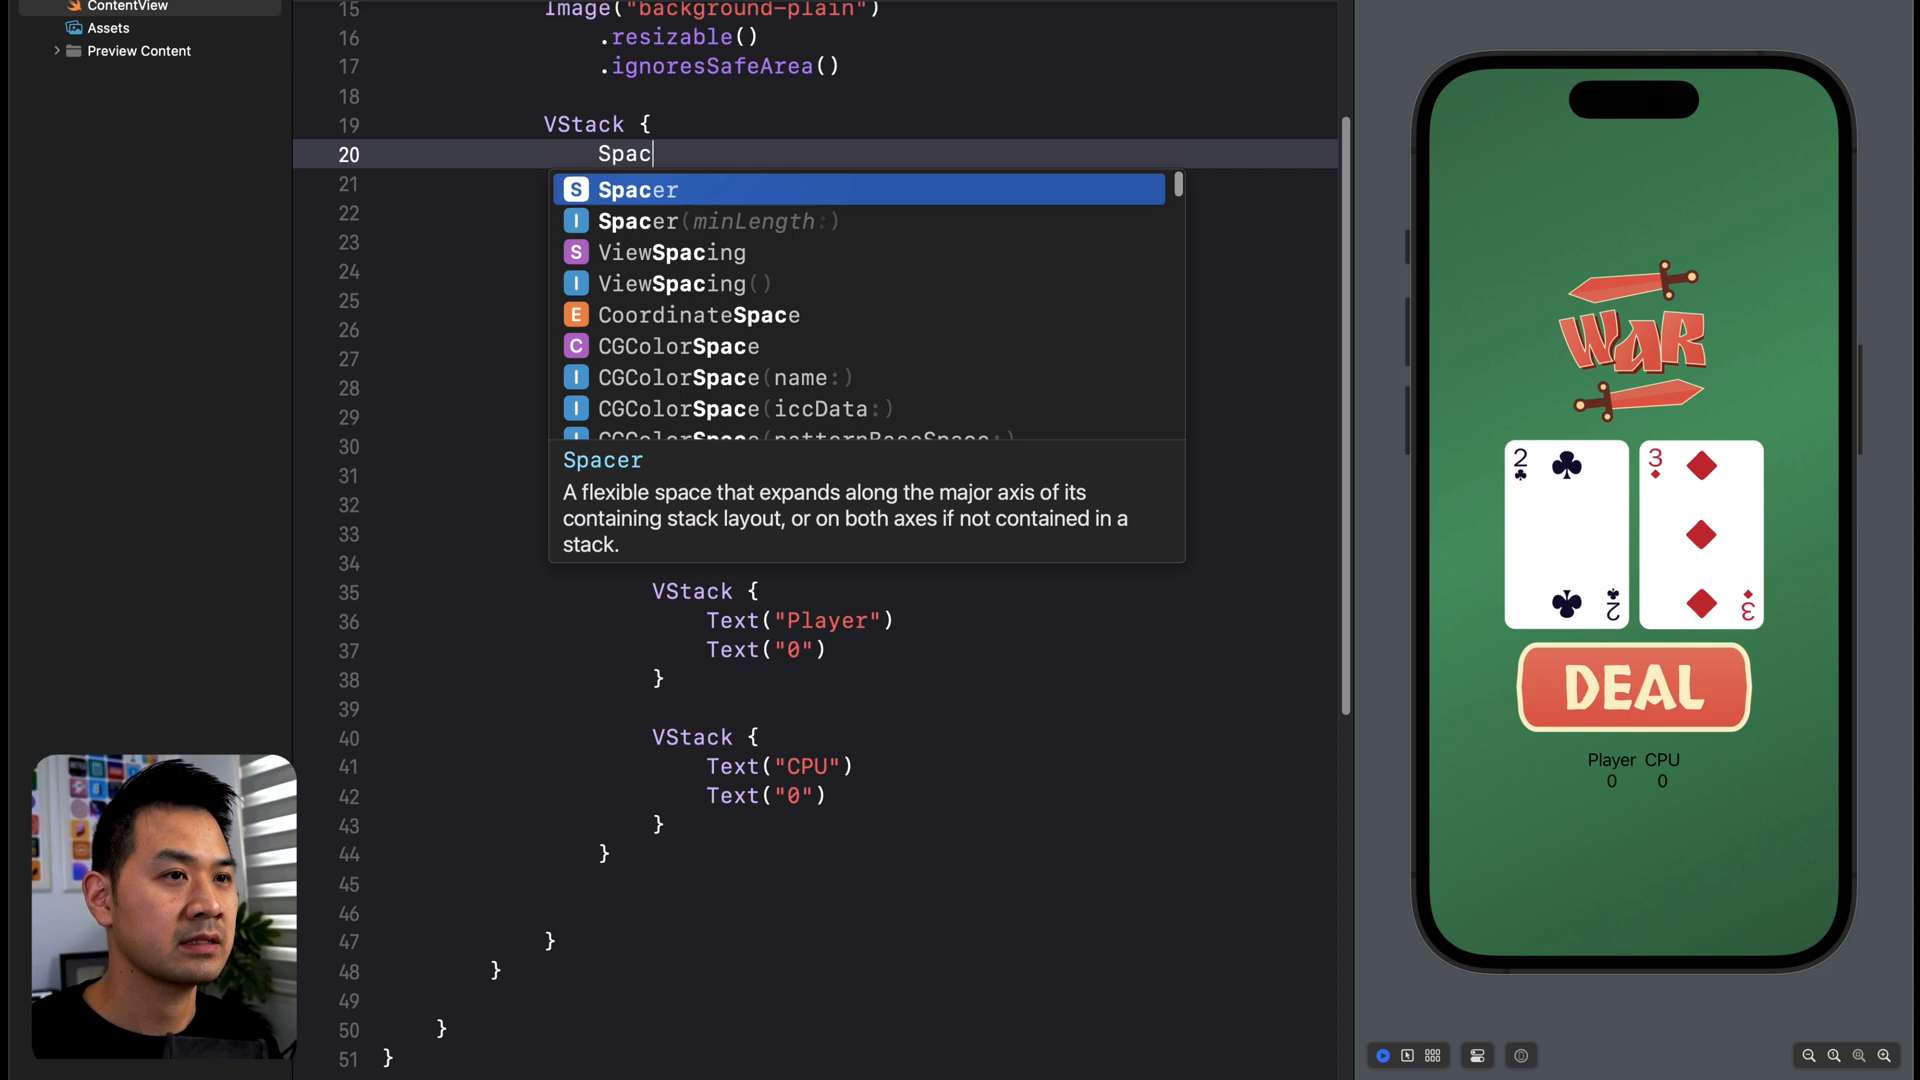 ContentView
Assets
Preview Content
15 Image("background-plain")
16 .resizable()
17 .ignoresSafeArea()
18
19 VStack {
20 Spac
21
22
23
24
25
26
27
28
29
30
31
32
33
34
S Spacer
I Spacer(minLength:)
S ViewSpacing
I ViewSpacing()
E CoordinateSpace
C CGColorSpace
I CGColorSpace(name:)
I CGColorSpace(iccData:)
I CGColorSpace(patternBaseSpace:)
Spacer
A flexible space that expands along the major axis of its
containing stack layout, or on both axes if not contained in a
stack.
35 VStack {
36 Text("Player")
37 Text("0")
38 }
39
40 VStack {
41 Text("CPU")
42 Text("0")
43 }
44 }
45
46
47 }
48 }
49
50 }
51 }
WAR
2 3
2 3
DEAL
Player CPU
0 0